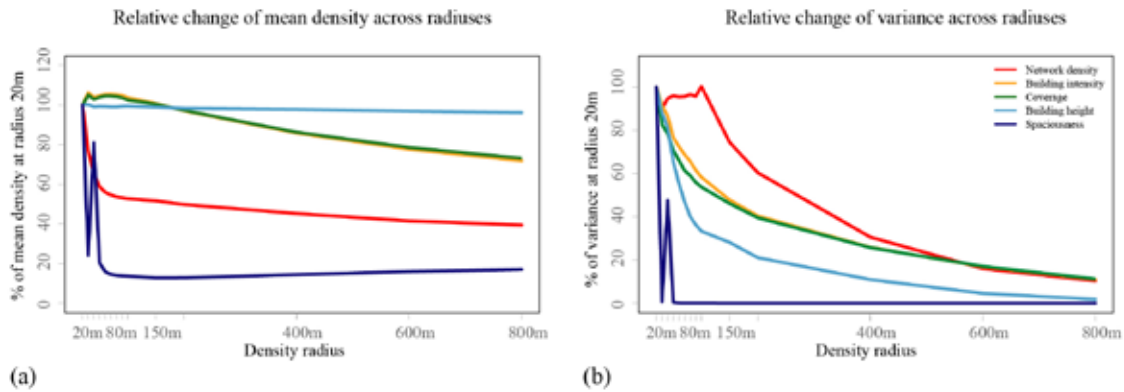 Relative change of mean density across radiuses
% of mean density at radius 20m
0 20 40 60 80 100 120
20m 80m 150m 400m 600m 800m
Density radius
(a)
Relative change of variance across radiuses
% of variance at radius 20m
0 20 40 60 80 100
Network density
Building intensity
Coverage
Building height
Spaciousness
20m 80m 150m 400m 600m 800m
Density radius
(b)